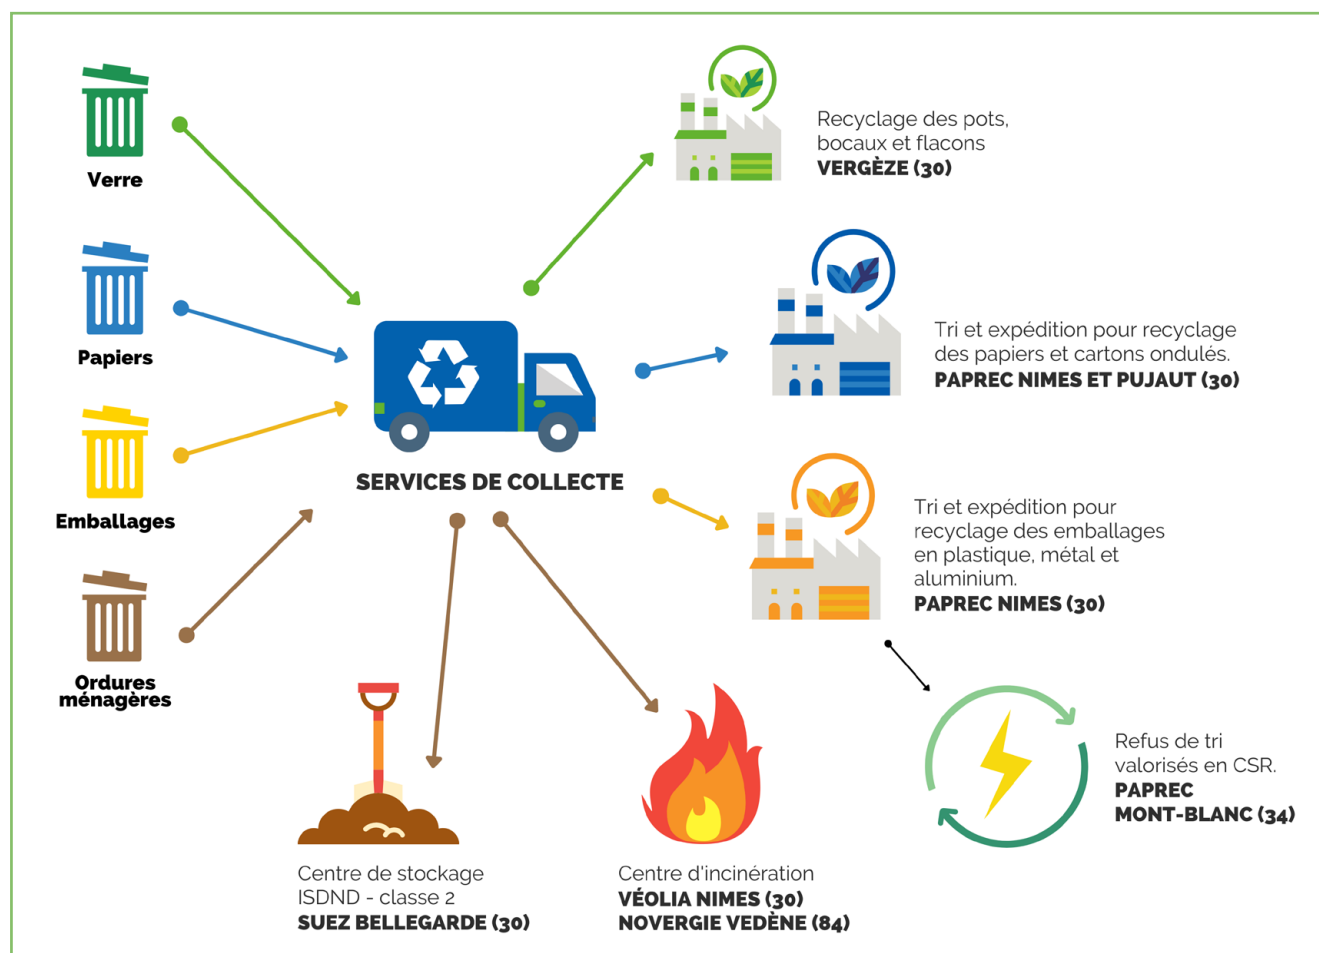 Verre
Papiers
Emballages
Ordures
ménagères
SERVICES DE COLLECTE
Recyclage des pots,
bocaux et flacons
VERGÈZE (30)
Tri et expédition pour recyclage
des papiers et cartons ondulés.
PAPREC NIMES ET PUJAUT (30)
Tri et expédition pour
recyclage des emballages
en plastique, métal et
aluminium.
PAPREC NIMES (30)
Refus de tri
valorisés en CSR.
PAPREC
MONT-BLANC (34)
Centre de stockage
ISDND - classe 2
SUEZ BELLEGARDE (30)
Centre d'incinération
VÉOLIA NIMES (30)
NOVERGIE VEDÈNE (84)